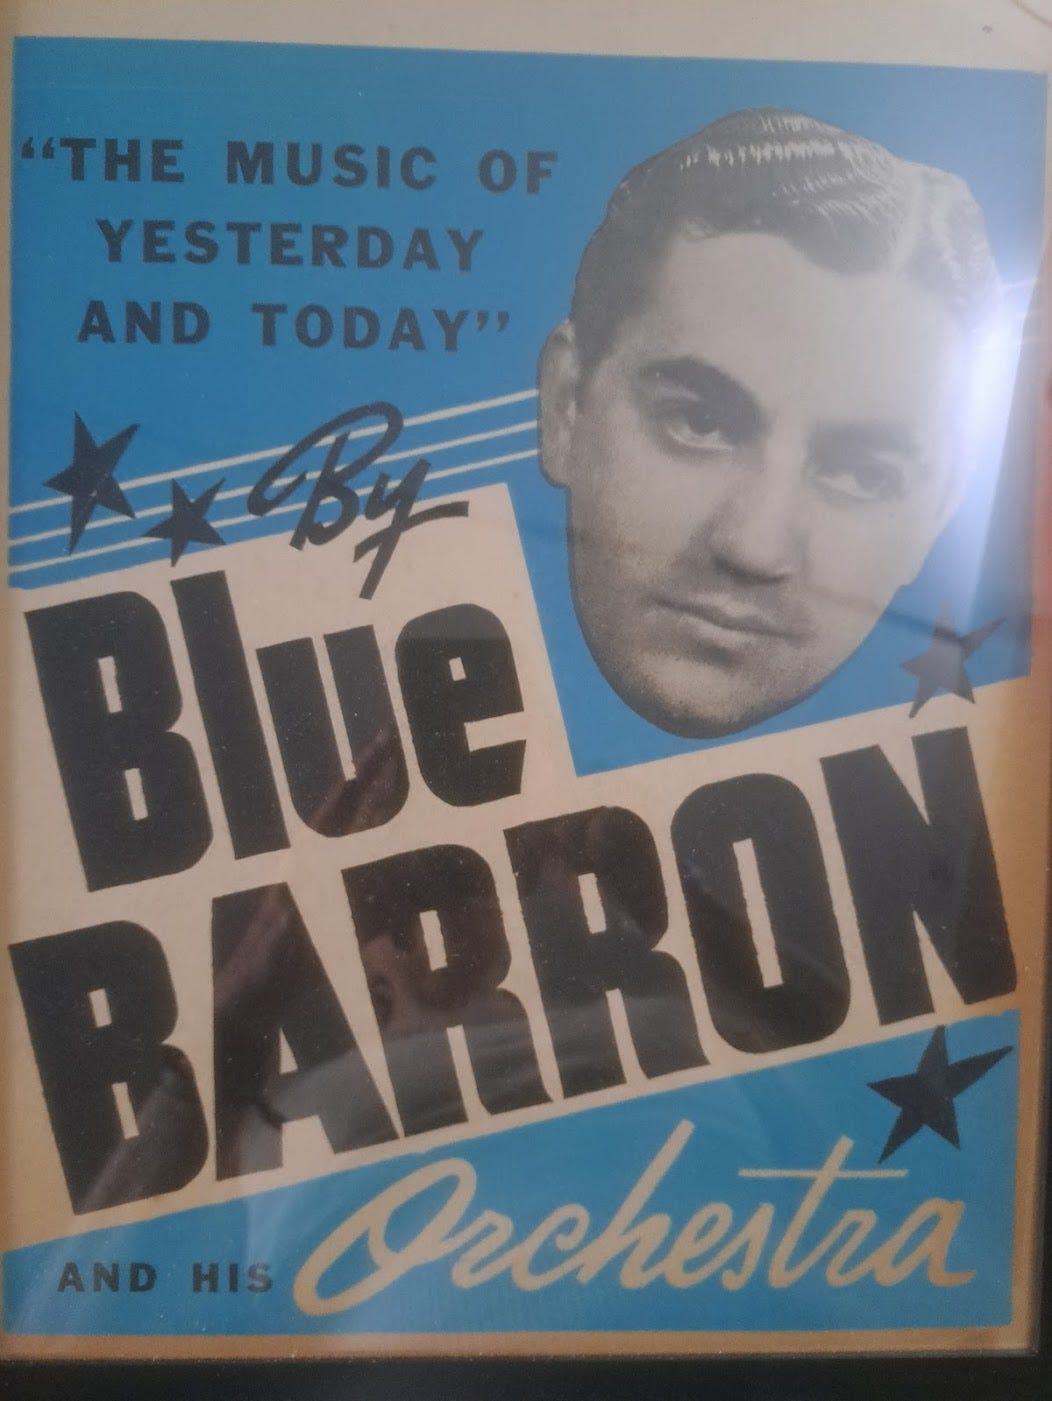 “THE MUSIC OF
YESTERDAY
AND TODAY”
By
Blue
BARRON
AND HIS Orchestra